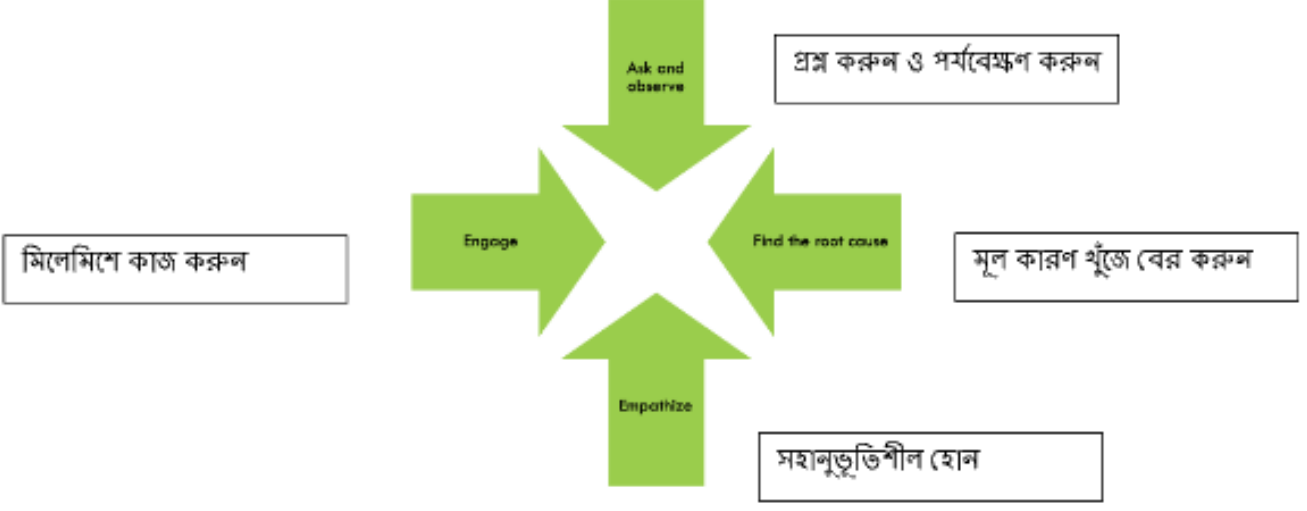 Ask and
observe
প্রশ্ন করুন ও পর্যবেক্ষণ করুন
Engage
Find the root cause
মিলেমিশে কাজ করুন
মূল কারণ খুঁজে বের করুন
Empathize
সহানুভূতিশীল হোন